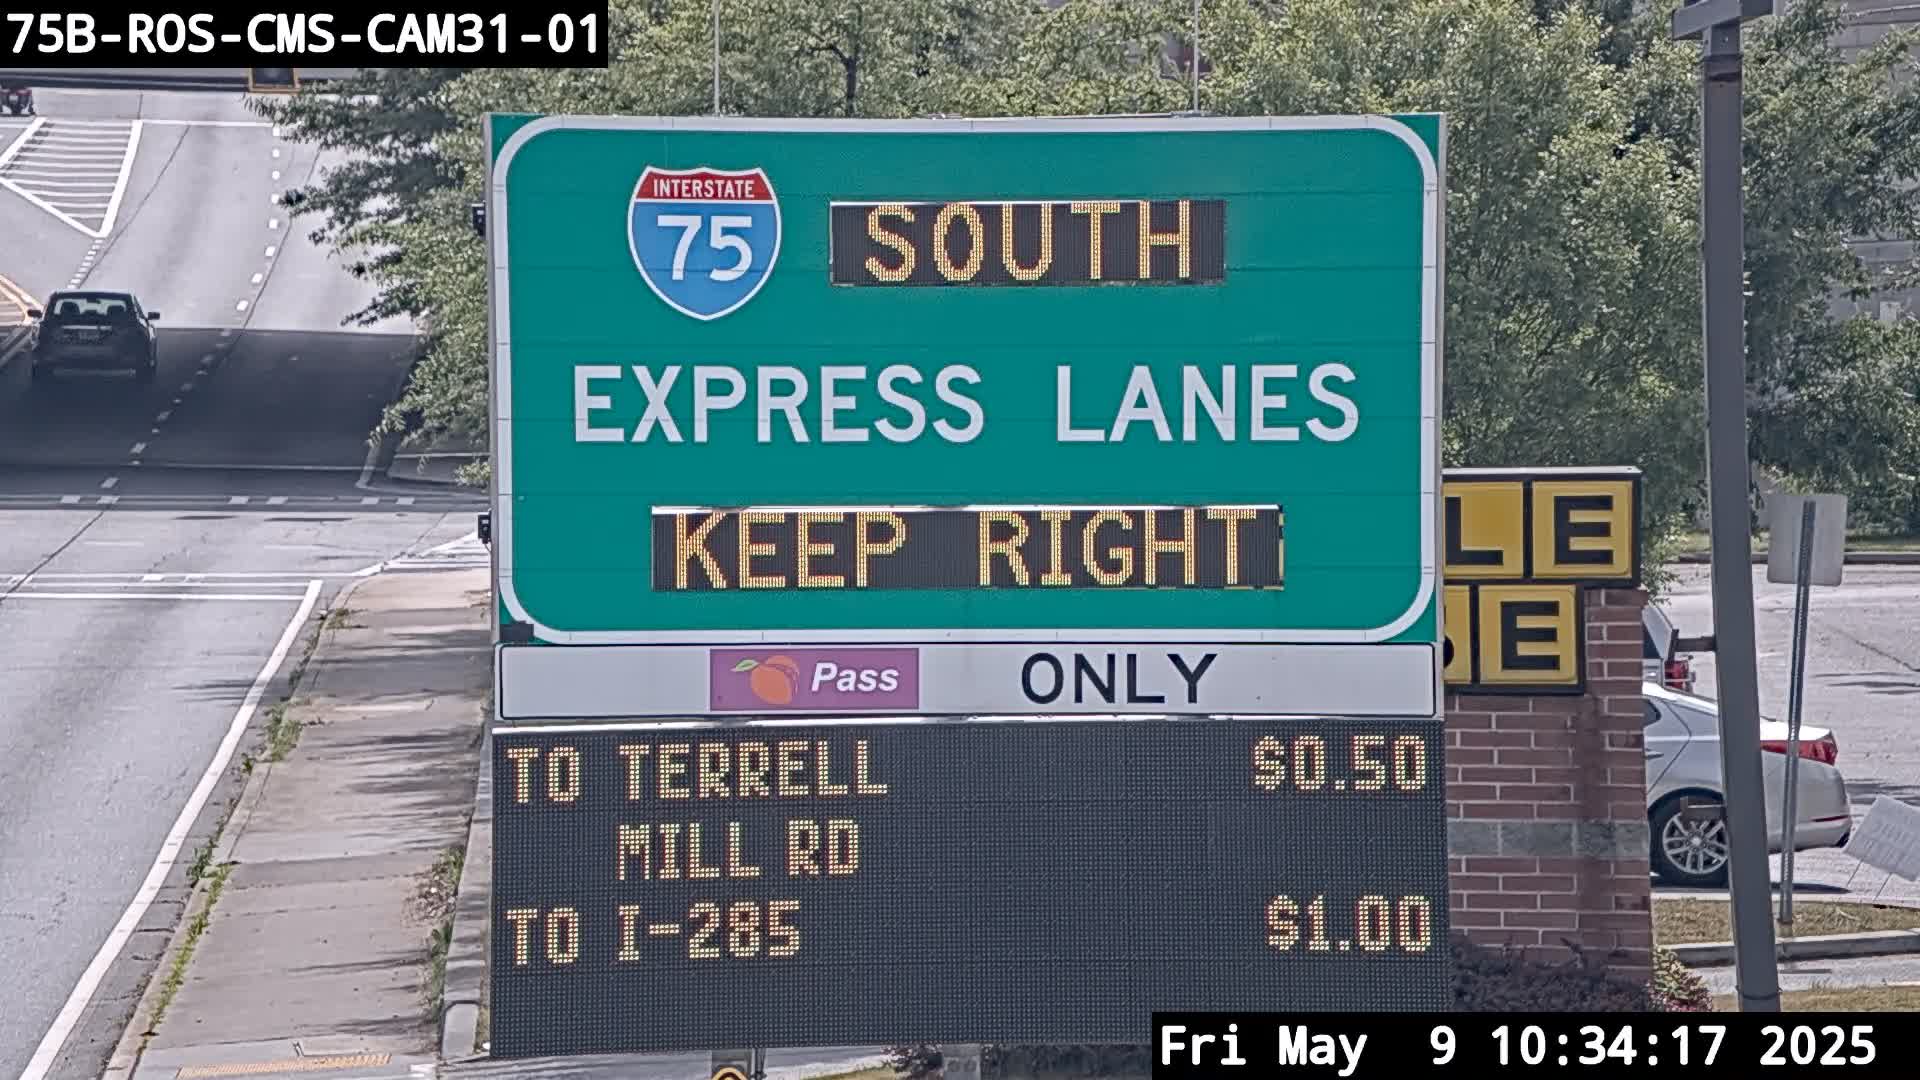 75B-ROS-CMS-CAM31-01
INTERSTATE
75
SOUTH
EXPRESS LANES
KEEP RIGHT
Pass ONLY
TO TERRELL $0.50
MILL RD
TO I-285 $1.00
LE
E
Fri May 9 10:34:17 2025